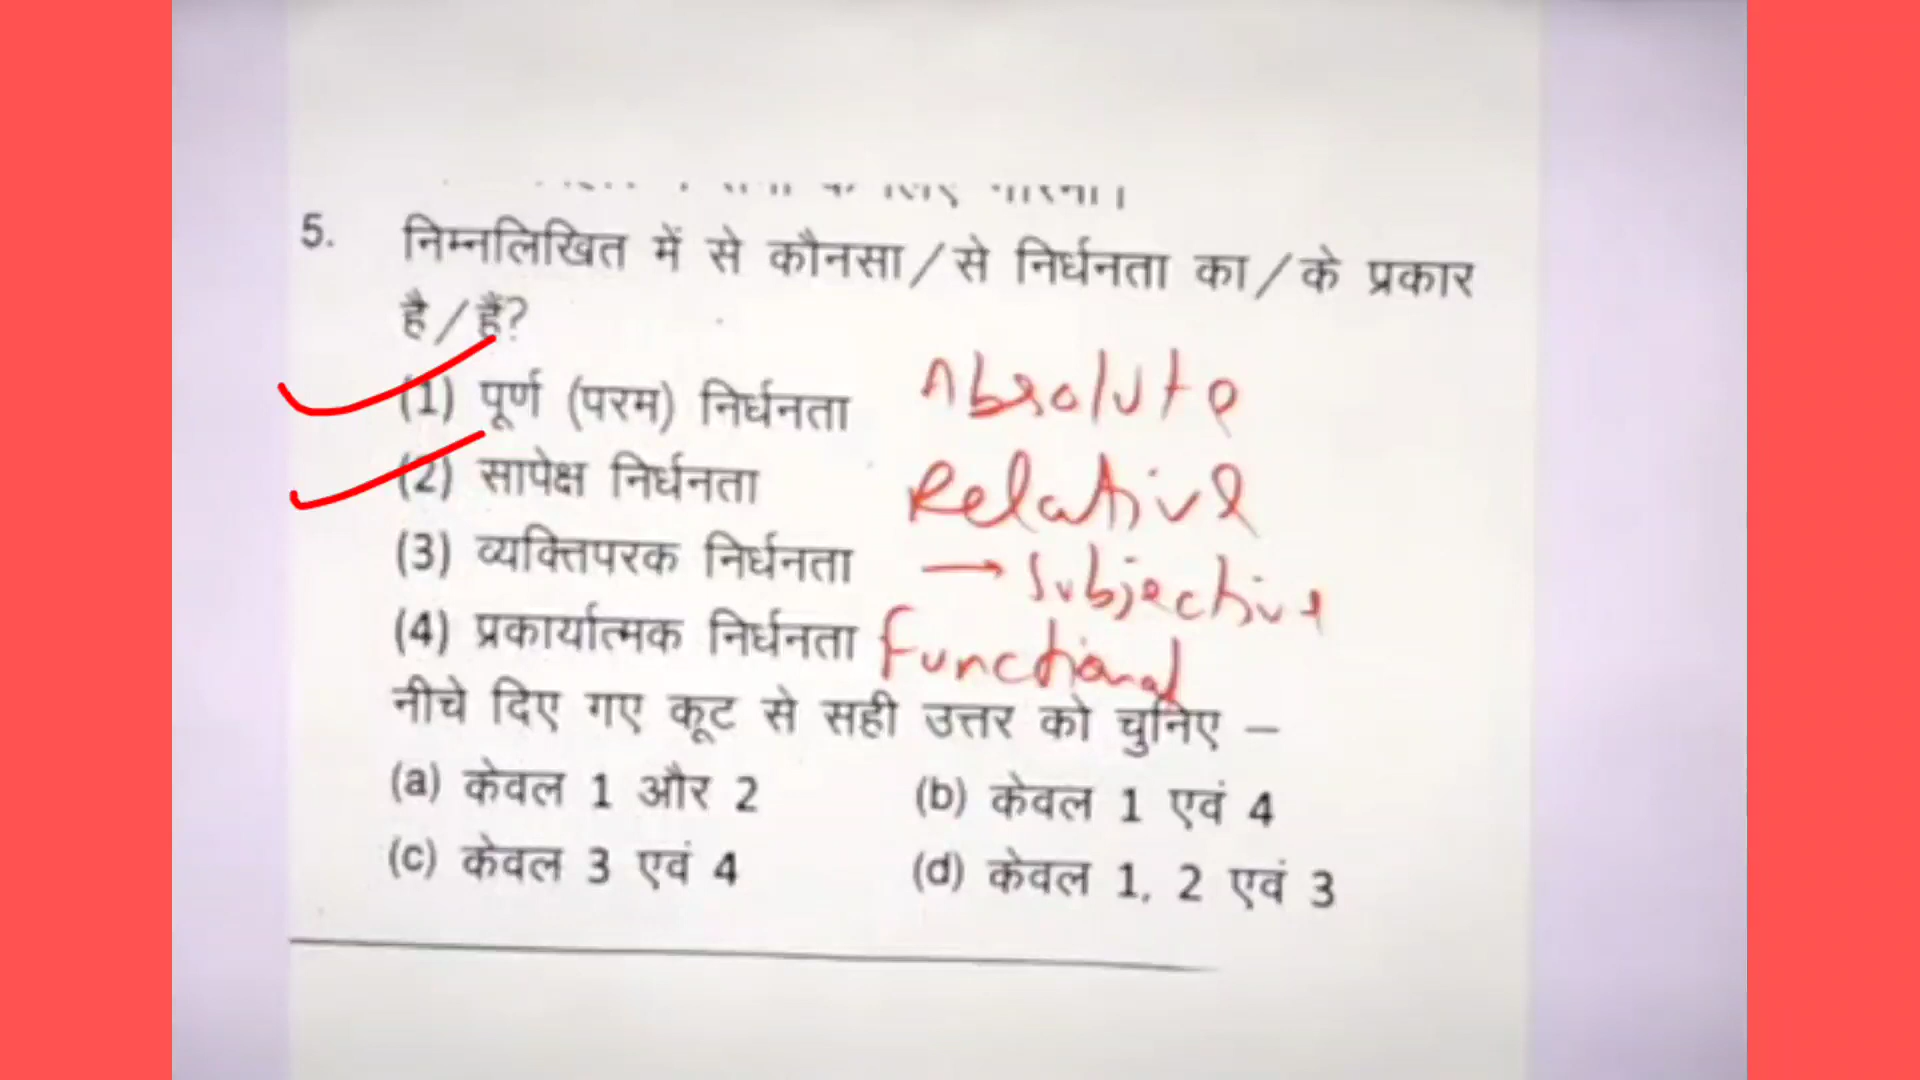 5. निम्नलिखित में से कौनसा/से निर्धनता का/के प्रकार
है/हैं?
(1) पूर्ण (परम) निर्धनता Absolute
(2) सापेक्ष निर्धनता Relative
(3) व्यक्तिपरक निर्धनता → Subjective
(4) प्रकार्यात्मक निर्धनता Functional
नीचे दिए गए कूट से सही उत्तर को चुनिए –
(a) केवल 1 और 2 (b) केवल 1 एवं 4
(c) केवल 3 एवं 4 (d) केवल 1, 2 एवं 3